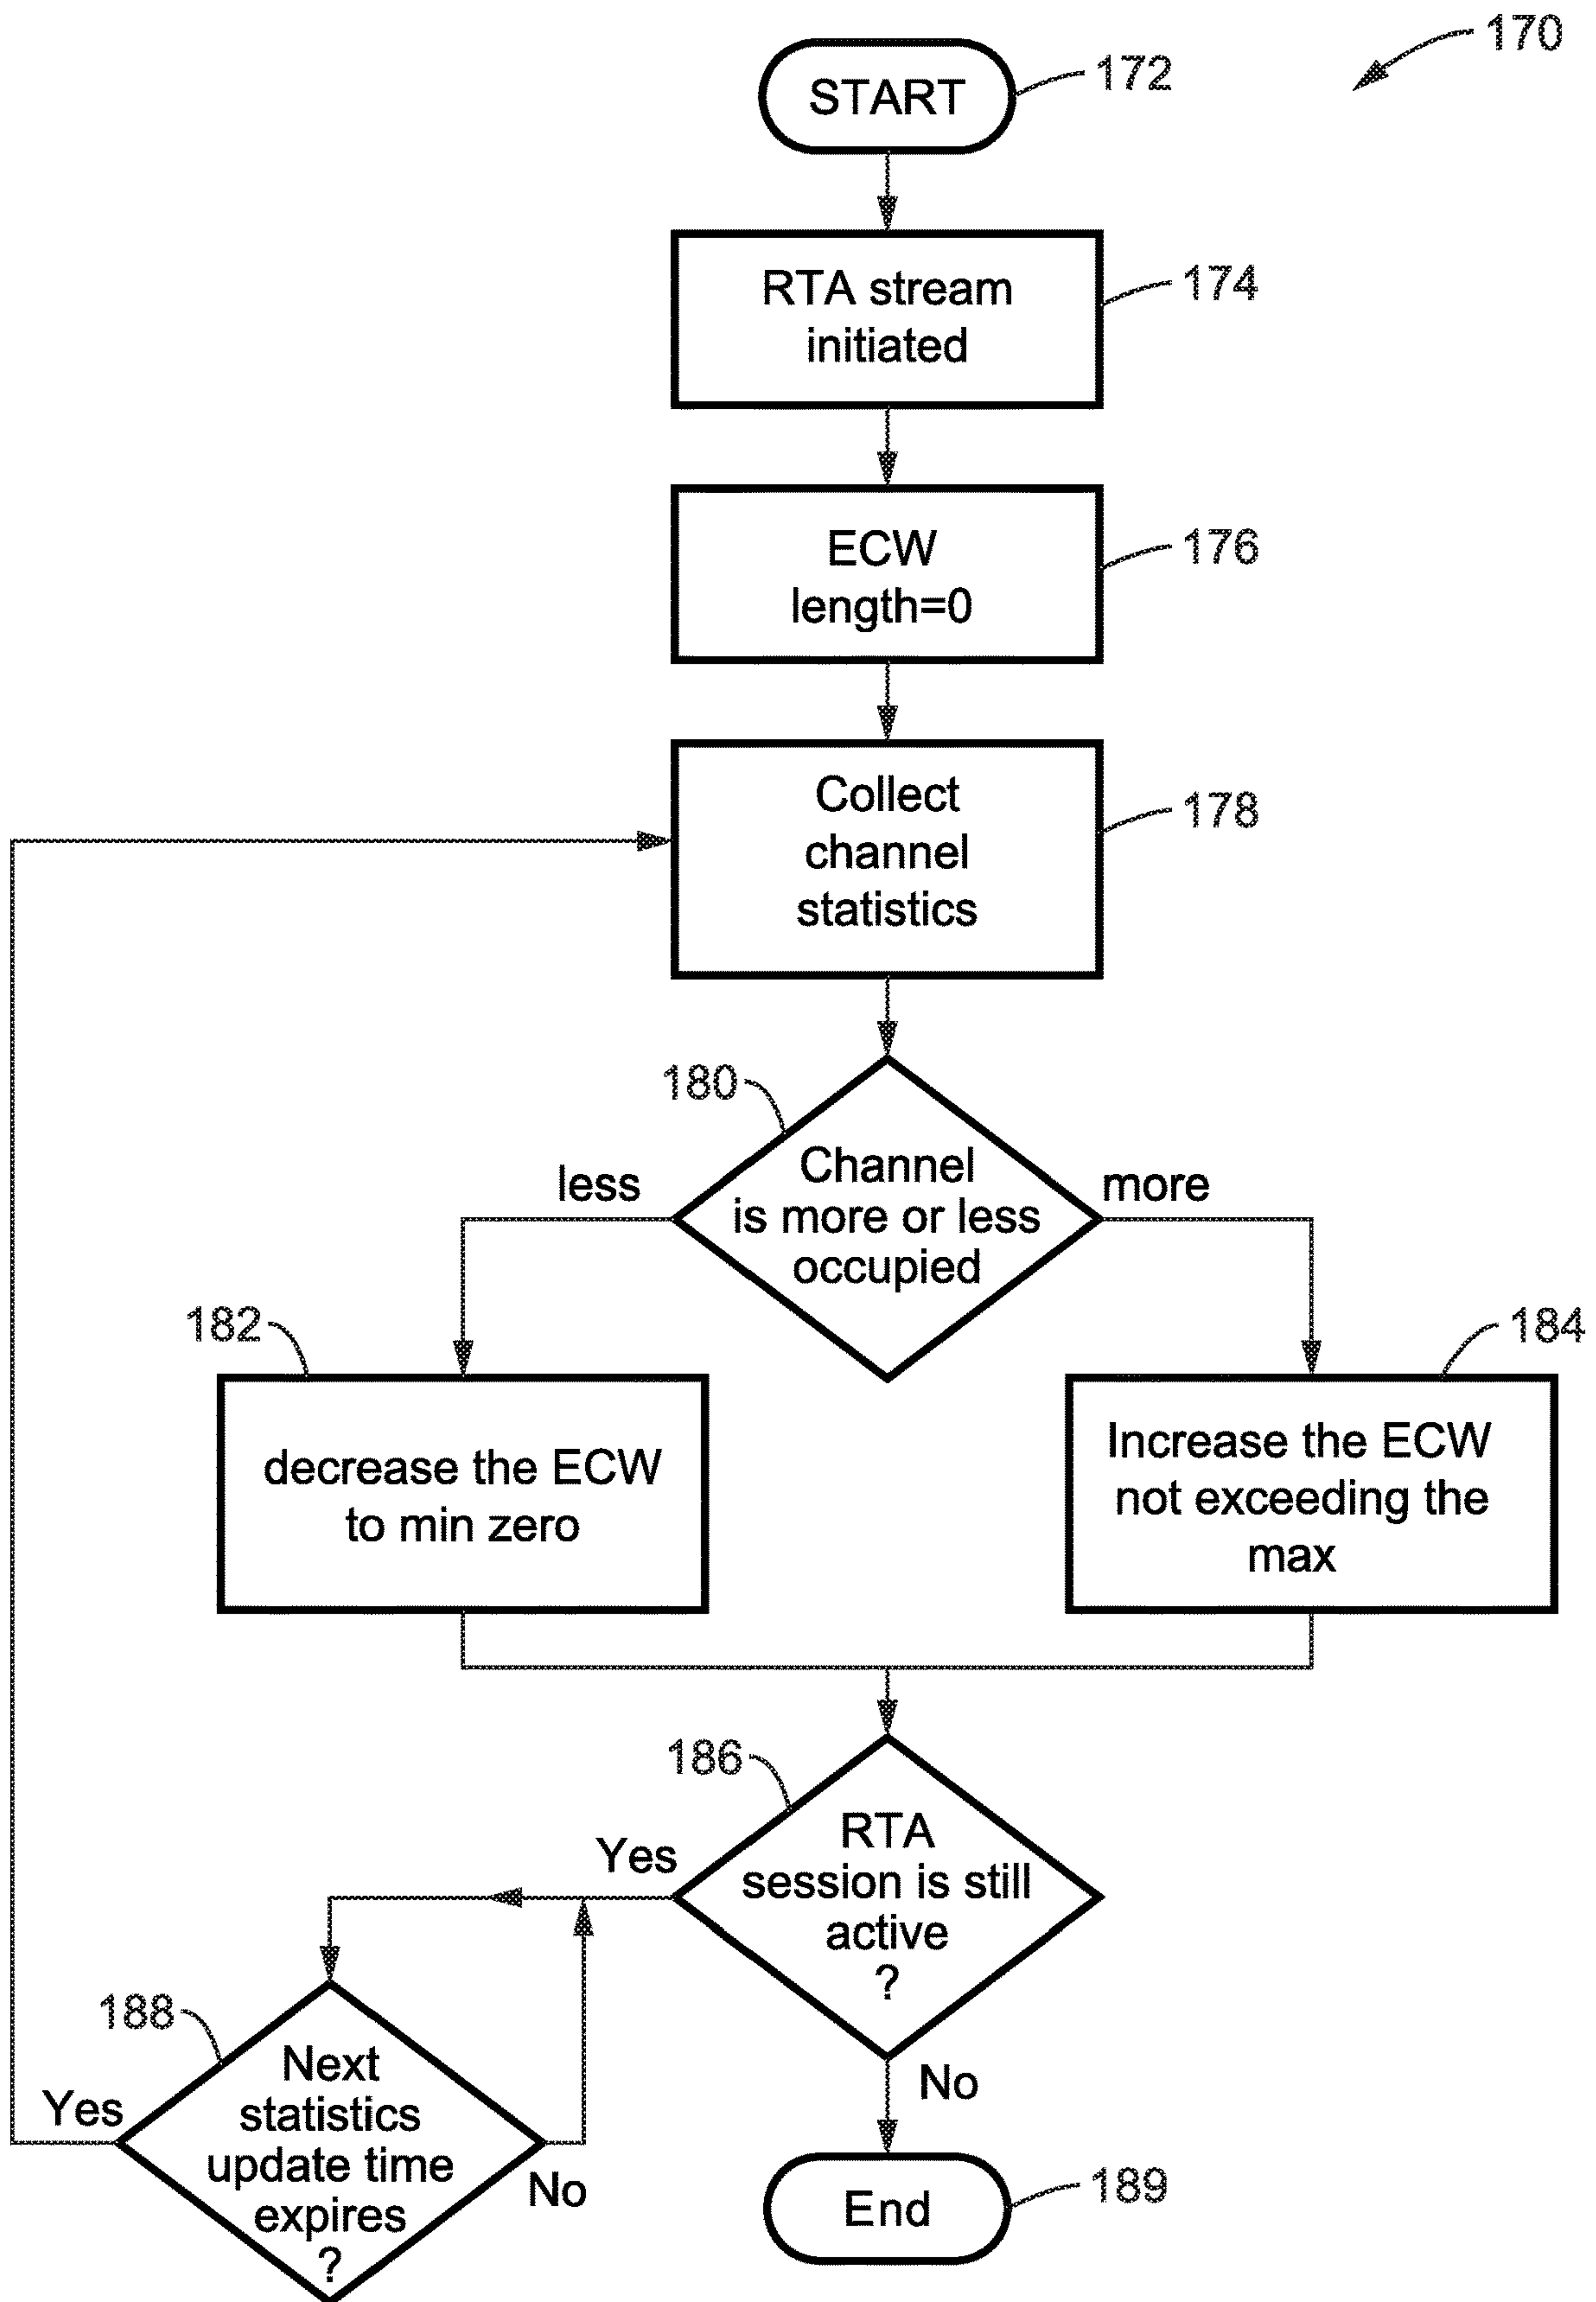 170
START
172
RTA stream
initiated
174
ECW
length=0
176
Collect
channel
statistics
178
180
Channel
is more or less
occupied
less
more
182
decrease the ECW
to min zero
184
Increase the ECW
not exceeding the
max
186
RTA
session is still
active
?
Yes
No
188
Next
statistics
update time
expires
?
Yes
No
End
189